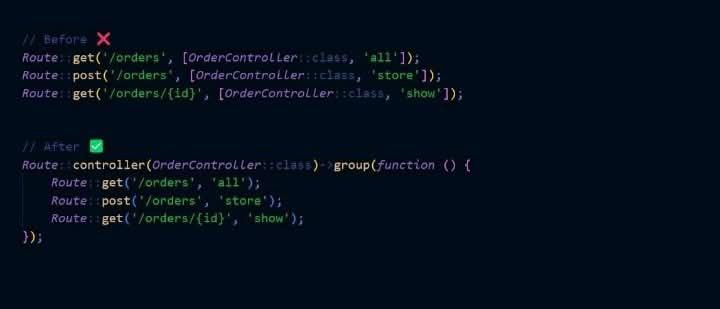 // Before ❌
Route::get('/orders', [OrderController::class, 'all']);
Route::post('/orders', [OrderController::class, 'store']);
Route::get('/orders/{id}', [OrderController::class, 'show']);
// After ✅
Route::controller(OrderController::class)->group(function () {
    Route::get('/orders', 'all');
    Route::post('/orders', 'store');
    Route::get('/orders/{id}', 'show');
});